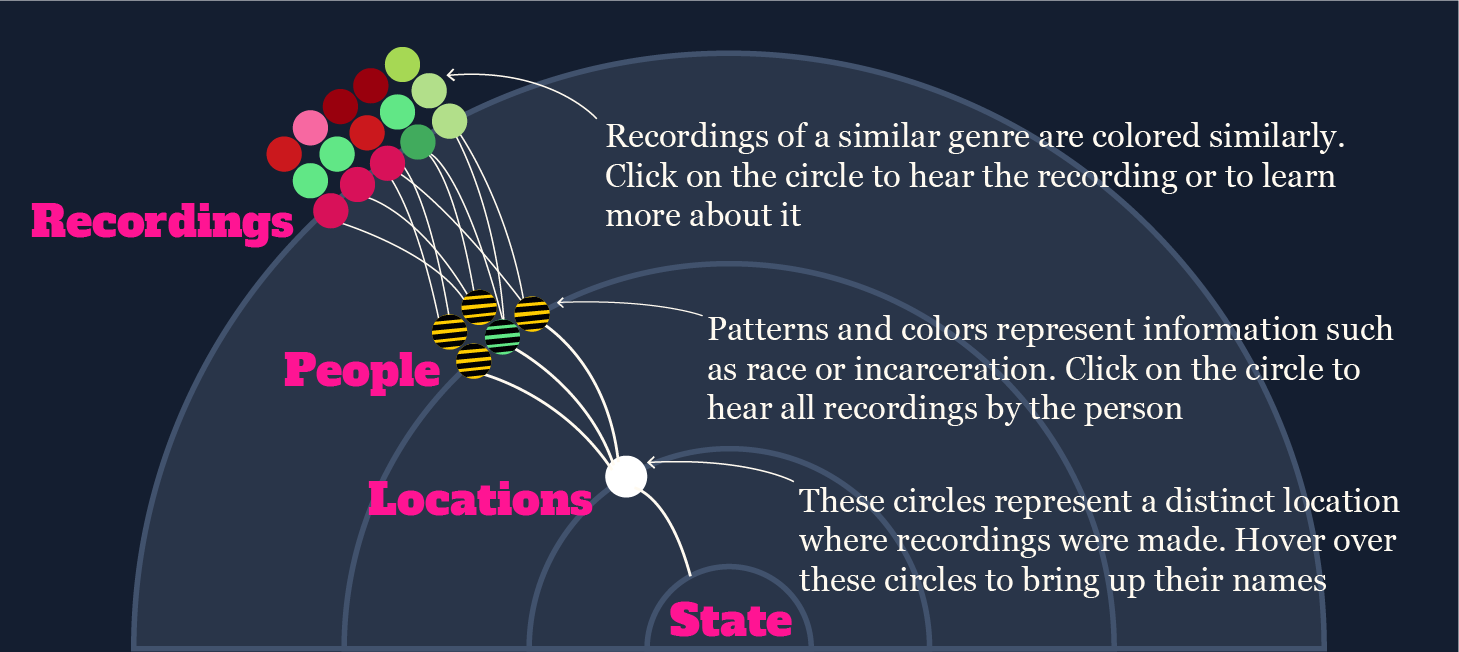 Recordings of a similar genre are colored similarly.
Click on the circle to hear the recording or to learn
more about it
Recordings
Patterns and colors represent information such
as race or incarceration. Click on the circle to
hear all recordings by the person
People
Locations
These circles represent a distinct location
where recordings were made. Hover over
these circles to bring up their names
State